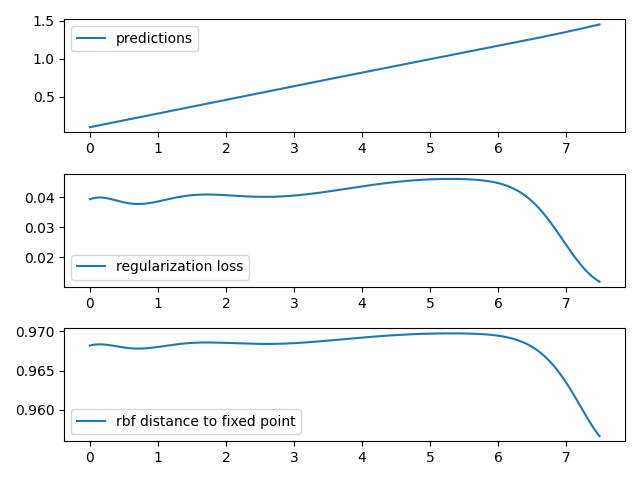 1.5
1.0
0.5
predictions
0 1 2 3 4 5 6 7
0.04
0.03
0.02
regularization loss
0 1 2 3 4 5 6 7
0.970
0.965
0.960
rbf distance to fixed point
0 1 2 3 4 5 6 7